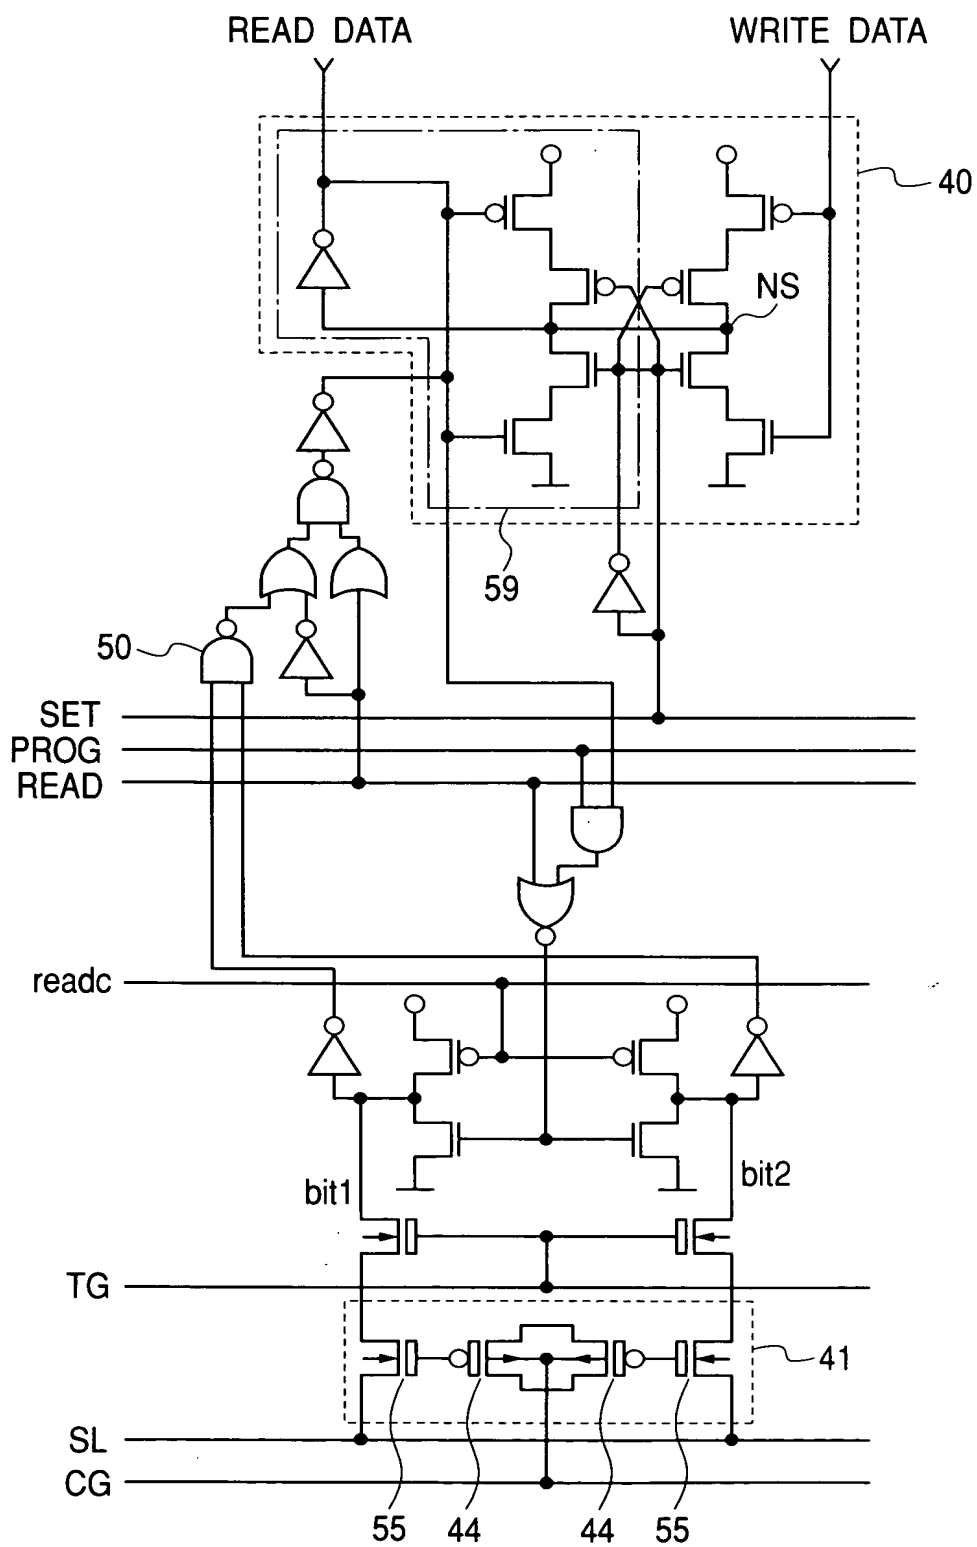 READ DATA
WRITE DATA
40
NS
59
50
SET
PROG
READ
readc
bit1
bit2
TG
41
SL
CG
55
44
44
55